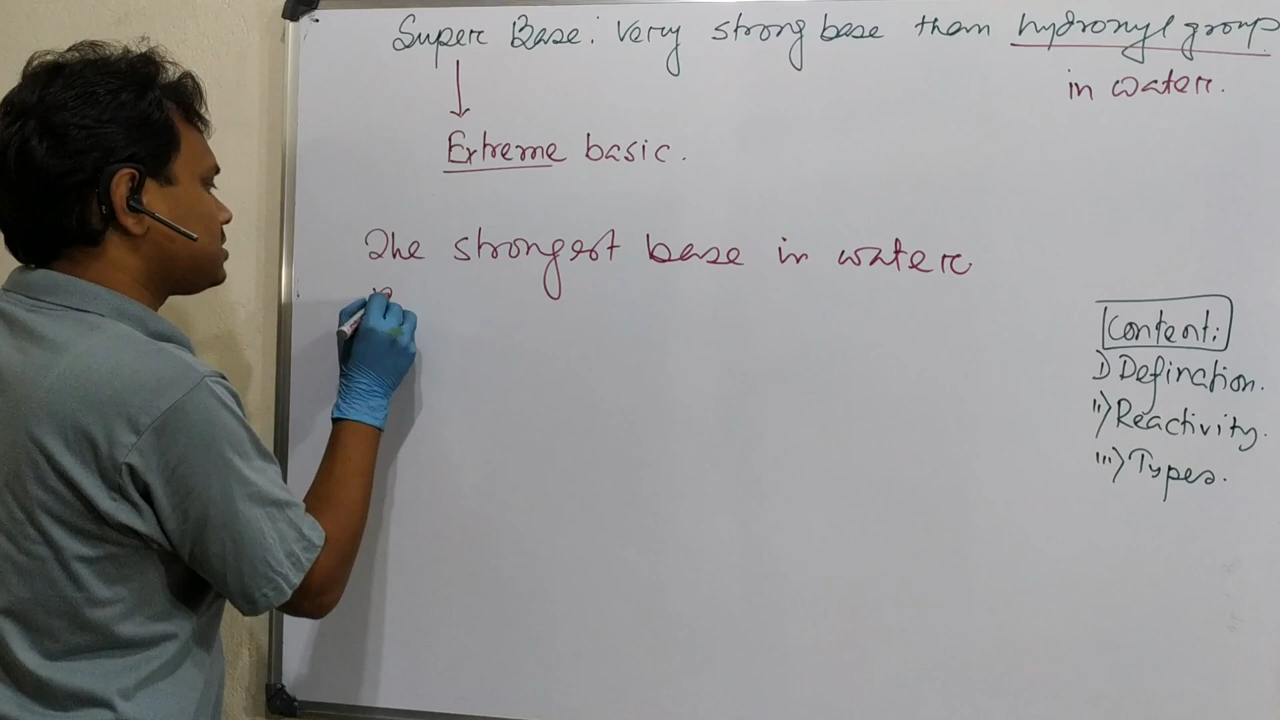 Super Base: Very strong base than hydroxyl group
in water.
Extreme basic.
The strongest base in water
Content:
i) Defination.
ii) Reactivity.
iii) Types.